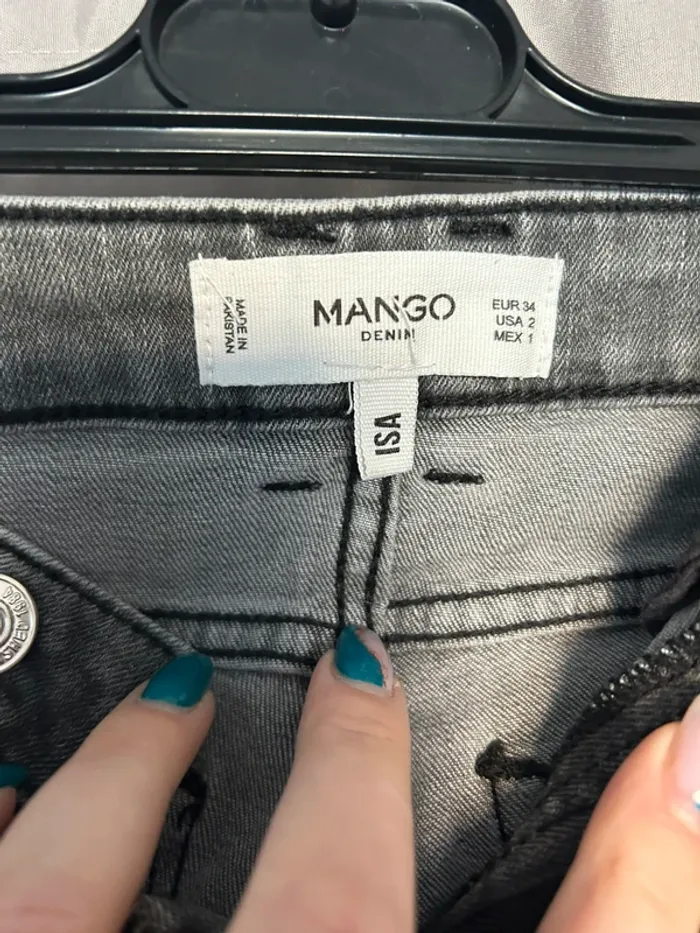 MADE IN
PAKISTAN
MANGO
DENIM
EUR 34
USA 2
MEX 1
ISA